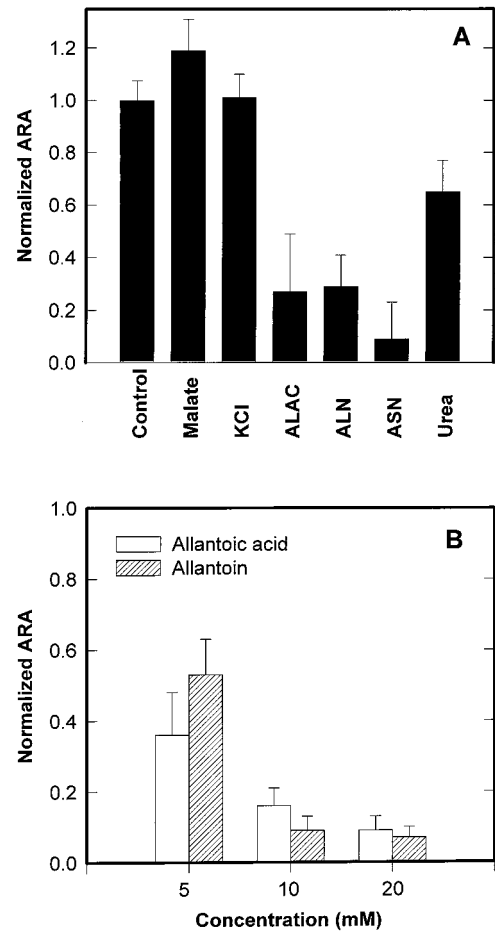 A
Normalized ARA
1.2
1.0
0.8
0.6
0.4
0.2
0.0
Control
Malate
KCl
ALAC
ALN
ASN
Urea
B
Allantoic acid
Allantoin
Normalized ARA
1.0
0.8
0.6
0.4
0.2
0.0
5
10
20
Concentration (mM)